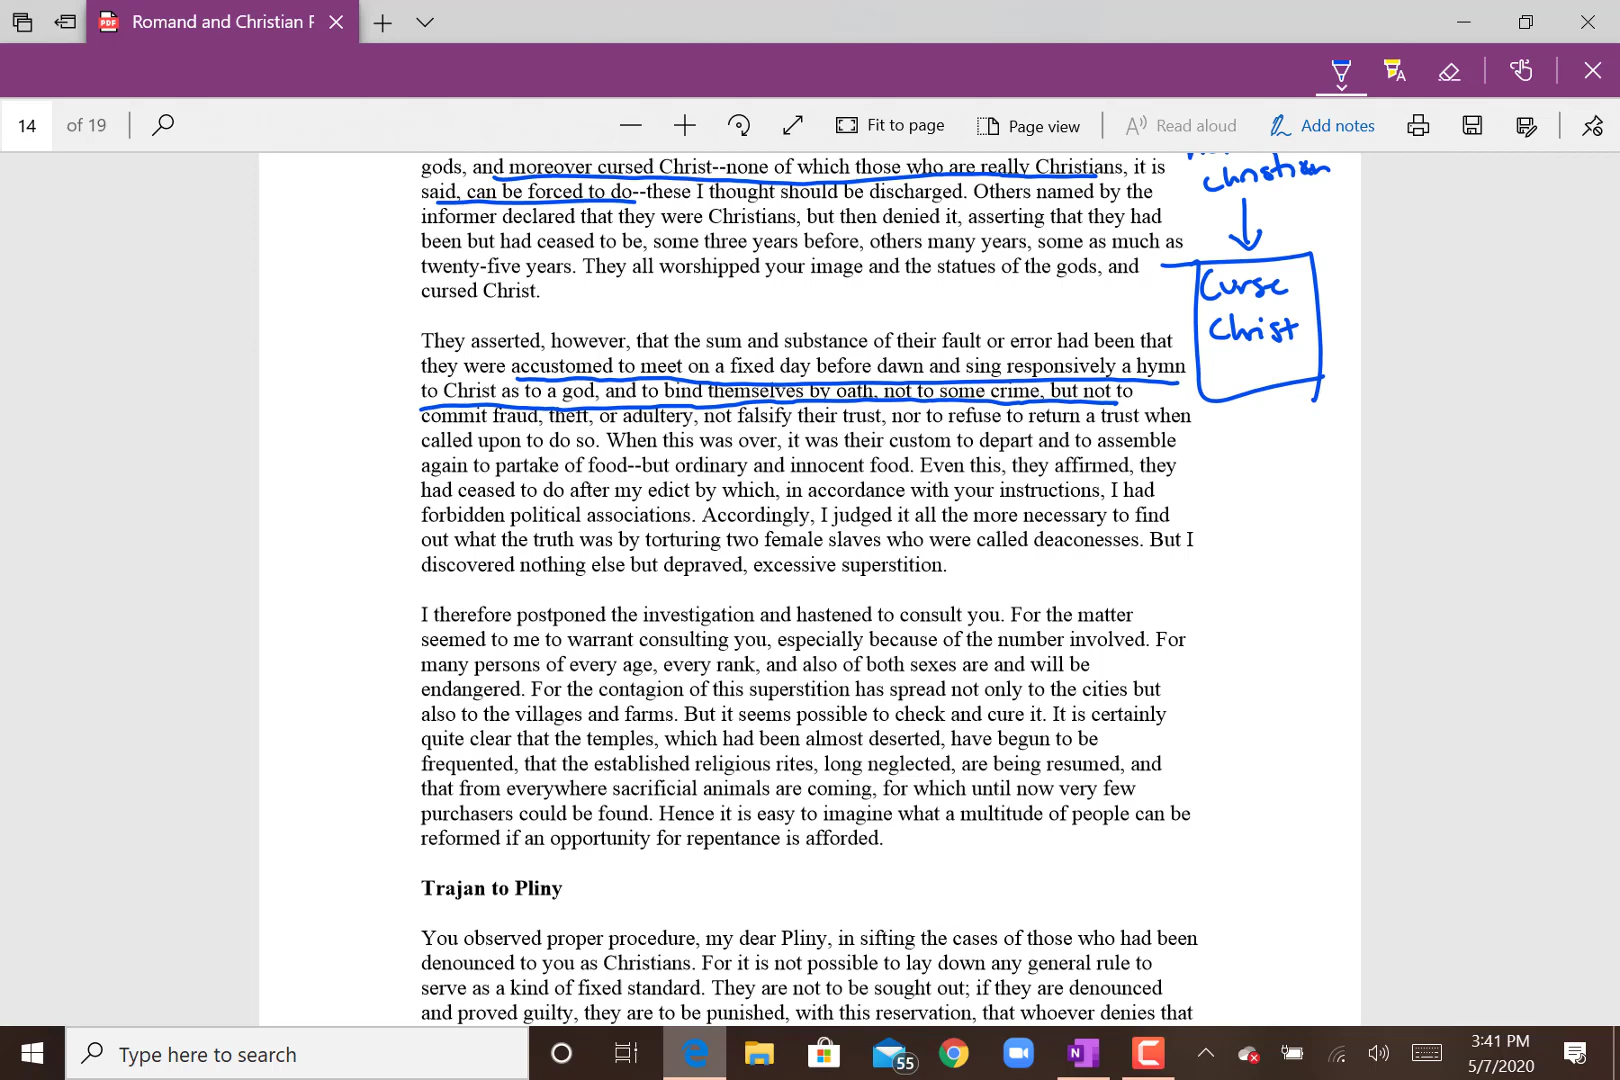 Romand and Christian F
14 of 19
Fit to page
Page view
Read aloud
Add notes
gods, and moreover cursed Christ--none of which those who are really Christians, it is
said, can be forced to do--these I thought should be discharged. Others named by the
informer declared that they were Christians, but then denied it, asserting that they had
been but had ceased to be, some three years before, others many years, some as much as
twenty-five years. They all worshipped your image and the statues of the gods, and
cursed Christ.
christian
Curse
Christ
They asserted, however, that the sum and substance of their fault or error had been that
they were accustomed to meet on a fixed day before dawn and sing responsively a hymn
to Christ as to a god, and to bind themselves by oath, not to some crime, but not to
commit fraud, theft, or adultery, not falsify their trust, nor to refuse to return a trust when
called upon to do so. When this was over, it was their custom to depart and to assemble
again to partake of food--but ordinary and innocent food. Even this, they affirmed, they
had ceased to do after my edict by which, in accordance with your instructions, I had
forbidden political associations. Accordingly, I judged it all the more necessary to find
out what the truth was by torturing two female slaves who were called deaconesses. But I
discovered nothing else but depraved, excessive superstition.
I therefore postponed the investigation and hastened to consult you. For the matter
seemed to me to warrant consulting you, especially because of the number involved. For
many persons of every age, every rank, and also of both sexes are and will be
endangered. For the contagion of this superstition has spread not only to the cities but
also to the villages and farms. But it seems possible to check and cure it. It is certainly
quite clear that the temples, which had been almost deserted, have begun to be
frequented, that the established religious rites, long neglected, are being resumed, and
that from everywhere sacrificial animals are coming, for which until now very few
purchasers could be found. Hence it is easy to imagine what a multitude of people can be
reformed if an opportunity for repentance is afforded.
Trajan to Pliny
You observed proper procedure, my dear Pliny, in sifting the cases of those who had been
denounced to you as Christians. For it is not possible to lay down any general rule to
serve as a kind of fixed standard. They are not to be sought out; if they are denounced
and proved guilty, they are to be punished, with this reservation, that whoever denies that
Type here to search
55
3:41 PM
5/7/2020